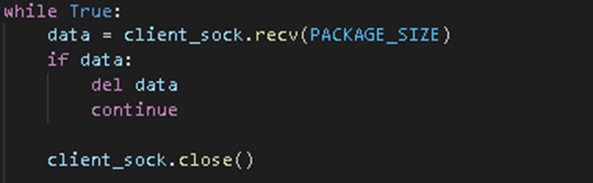 while True:
    data = client_sock.recv(PACKAGE_SIZE)
    if data:
        del data
        continue
    client_sock.close()